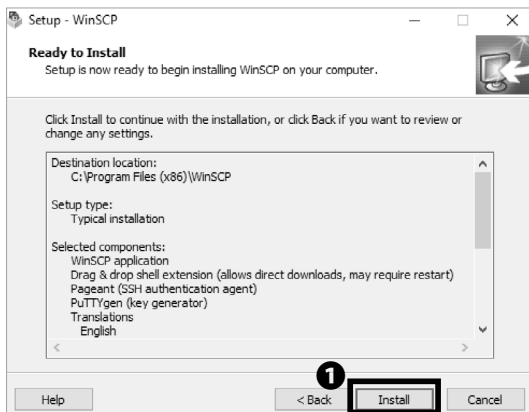 Setup - WinSCP
Ready to Install
Setup is now ready to begin installing WinSCP on your computer.
Click Install to continue with the installation, or click Back if you want to review or
change any settings.
Destination location:
C:\Program Files (x86)\WinSCP
Setup type:
Typical installation
Selected components:
WinSCP application
Drag & drop shell extension (allows direct downloads, may require restart)
Pageant (SSH authentication agent)
PuTTYgen (key generator)
Translations
English
1
Help
< Back
Install
Cancel